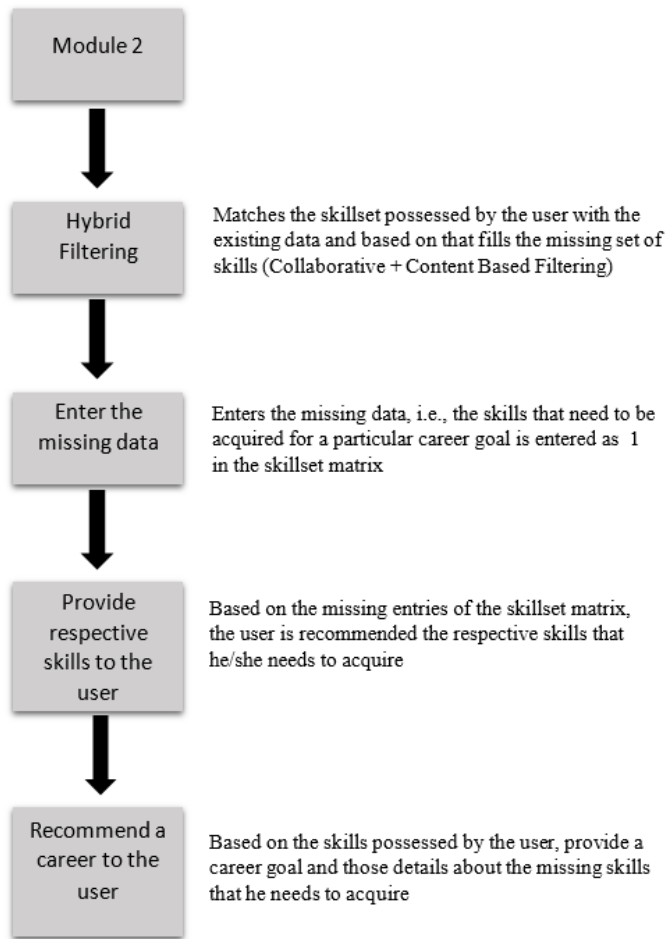 Module 2
Hybrid
Filtering
Matches the skillset possessed by the user with the
existing data and based on that fills the missing set of
skills (Collaborative + Content Based Filtering)
Enter the
missing data
Enters the missing data, i.e., the skills that need to be
acquired for a particular career goal is entered as 1
in the skillset matrix
Provide
respective
skills to the
user
Based on the missing entries of the skillset matrix,
the user is recommended the respective skills that
he/she needs to acquire
Recommend a
career to the
user
Based on the skills possessed by the user, provide a
career goal and those details about the missing skills
that he needs to acquire